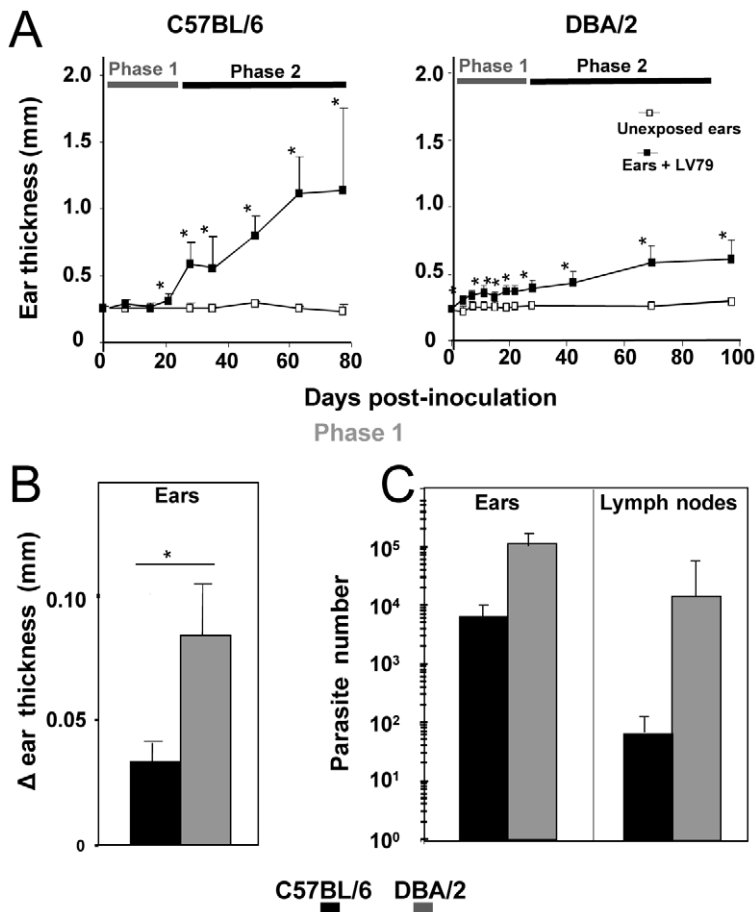 A
C57BL/6
DBA/2
Ear thickness (mm)
2.0
1.5
1.0
0.5
0
Phase 1
Phase 2
*
*
*
*
*
*
0
20
40
60
80
2.0
1.5
1.0
0.5
0
Phase 1
Phase 2
Unexposed ears
Ears + LV79
*
*
*
*
*
*
*
*
*
0
20
40
60
80
100
Days post-inoculation
Phase 1
B
Ears
*
Δ ear thickness (mm)
0.10
0.05
0
C
Ears
Lymph nodes
Parasite number
10⁵
10⁴
10³
10²
10¹
10⁰
C57BL/6 DBA/2